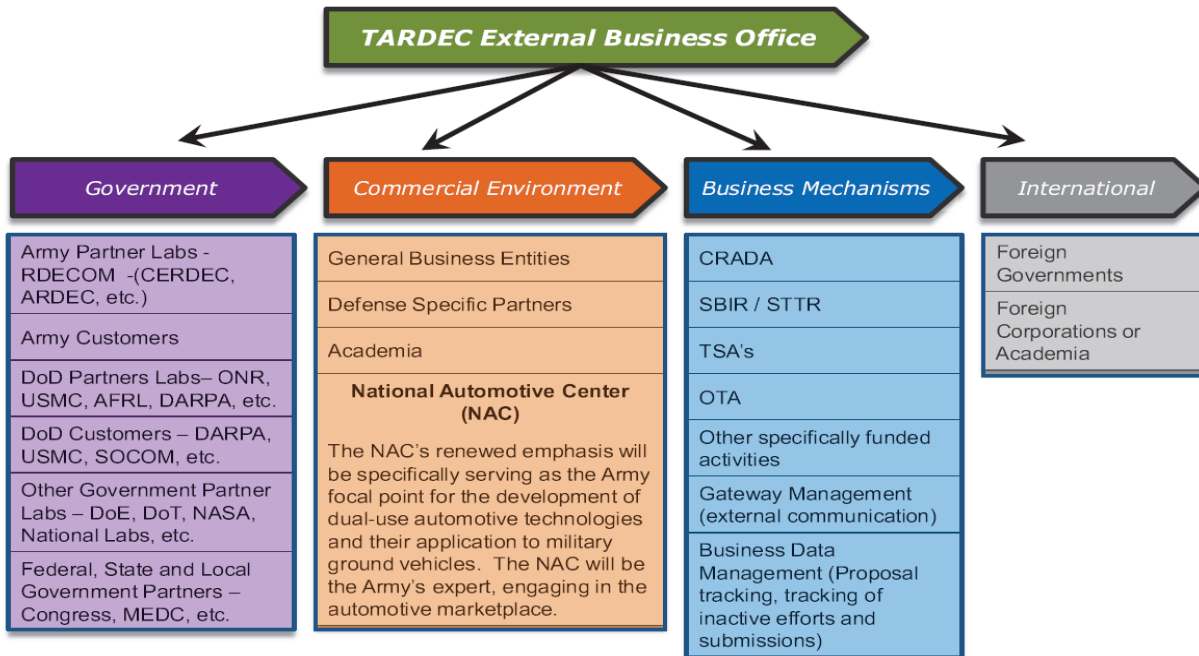 TARDEC External Business Office
Government
Army Partner Labs -
RDECOM -(CERDEC,
ARDEC, etc.)
Army Customers
DoD Partners Labs– ONR,
USMC, AFRL, DARPA, etc.
DoD Customers – DARPA,
USMC, SOCOM, etc.
Other Government Partner
Labs – DoE, DoT, NASA,
National Labs, etc.
Federal, State and Local
Government Partners –
Congress, MEDC, etc.
Commercial Environment
General Business Entities
Defense Specific Partners
Academia
National Automotive Center
(NAC)
The NAC's renewed emphasis will
be specifically serving as the Army
focal point for the development of
dual-use automotive technologies
and their application to military
ground vehicles.  The NAC will be
the Army's expert, engaging in the
automotive marketplace.
Business Mechanisms
CRADA
SBIR / STTR
TSA's
OTA
Other specifically funded
activities
Gateway Management
(external communication)
Business Data
Management (Proposal
tracking, tracking of
inactive efforts and
submissions)
International
Foreign
Governments
Foreign
Corporations or
Academia